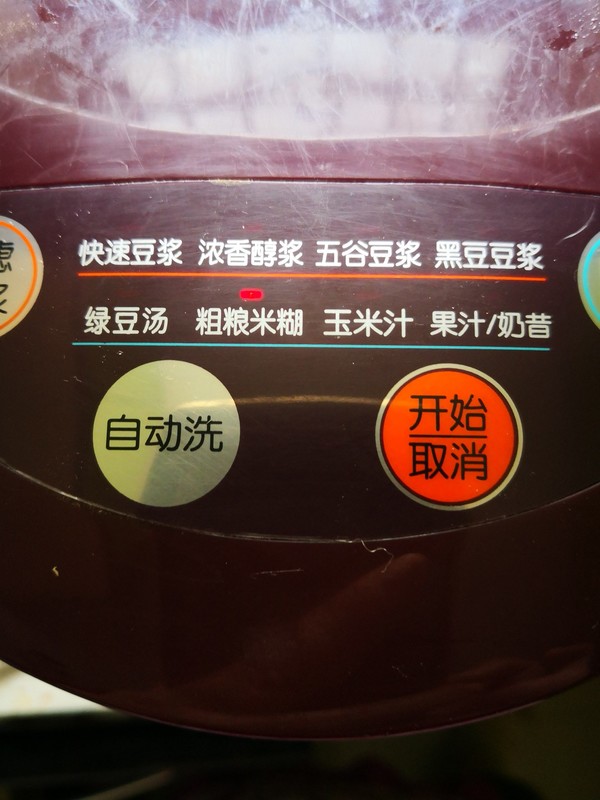 快速豆浆 浓香醇浆 五谷豆浆 黑豆豆浆
绿豆汤 粗粮米糊 玉米汁 果汁/奶昔
自动洗
开始
取消